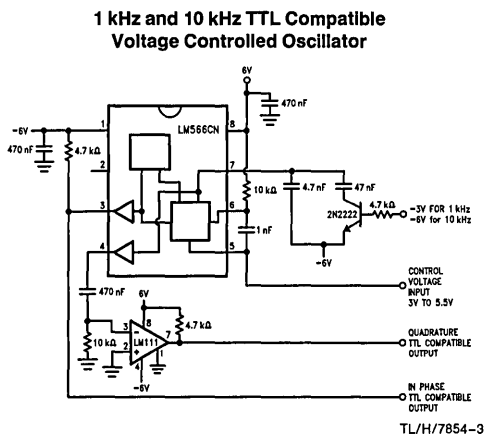 1 kHz and 10 kHz TTL Compatible
Voltage Controlled Oscillator
6V
470 nF
-6V
1
LM566CN
8
470 nF
4.7 kΩ
2
7
10 kΩ
4.7 nF
47 nF
4.7 kΩ
-3V FOR 1 kHz
-6V for 10 kHz
2N2222
3
6
1 nF
-6V
4
5
CONTROL
VOLTAGE
INPUT
3V TO 5.5V
470 nF
6V
4.7 kΩ
10 kΩ
3
-
8
7
LM111
2
+
1
4
-6V
QUADRATURE
TTL COMPATIBLE
OUTPUT
IN PHASE
TTL COMPATIBLE
OUTPUT
TL/H/7854-3